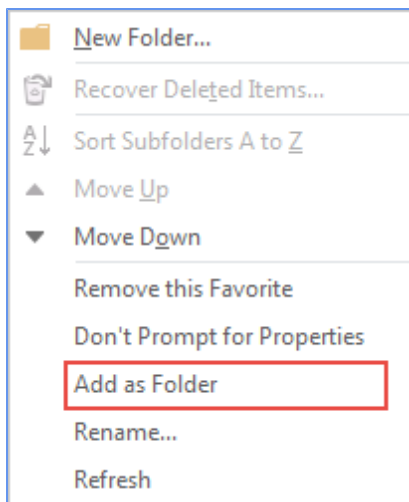 New Folder...
Recover Deleted Items...
A
Z
Sort Subfolders A to Z
Move Up
Move Down
Remove this Favorite
Don't Prompt for Properties
Add as Folder
Rename...
Refresh